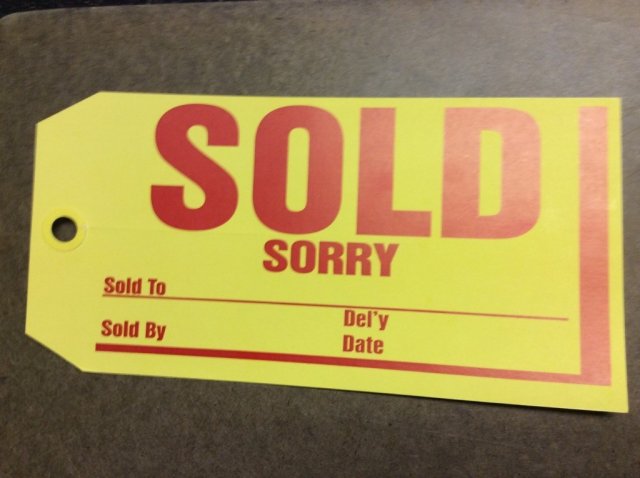 SOLD
SORRY
Sold To
Sold By
Del'y
Date